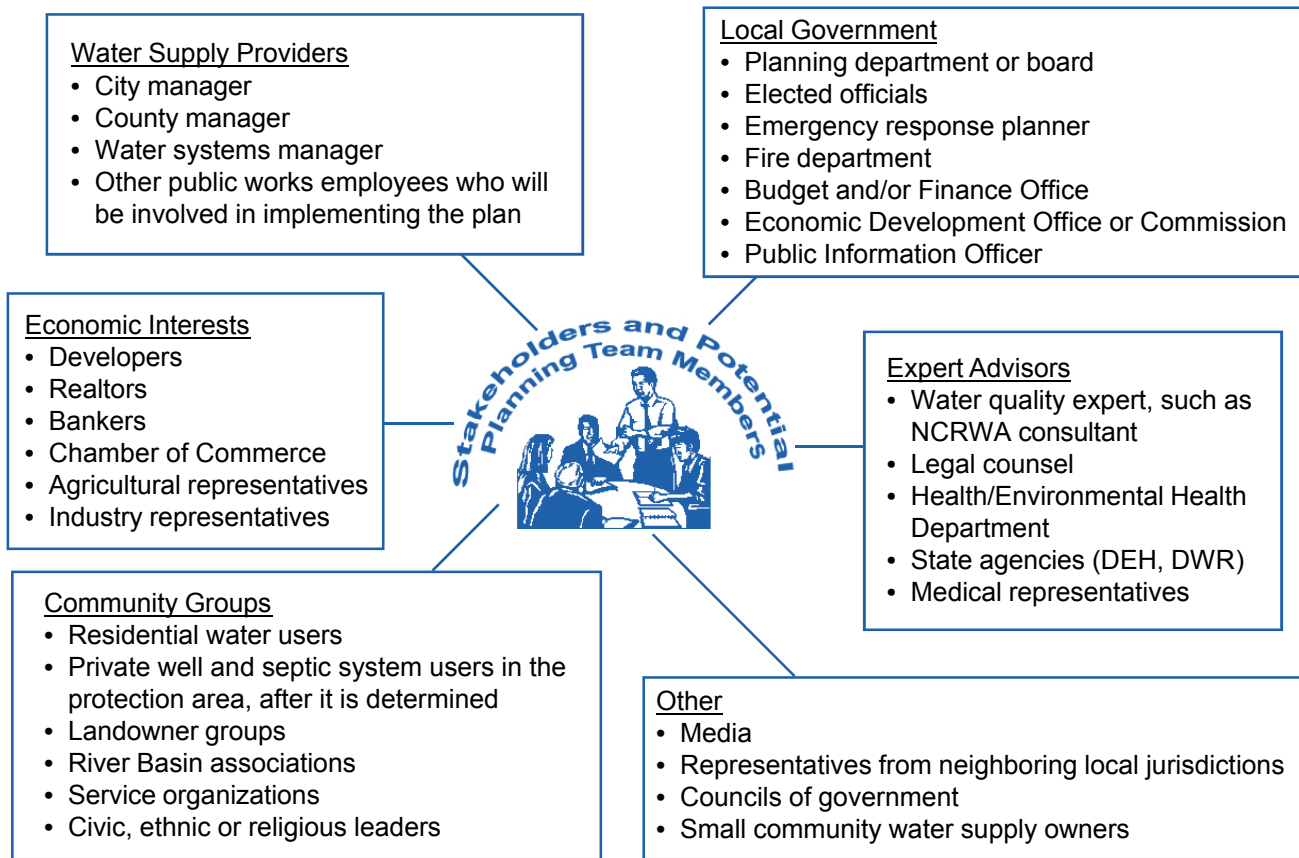 Water Supply Providers
• City manager
• County manager
• Water systems manager
• Other public works employees who will
be involved in implementing the plan
Local Government
• Planning department or board
• Elected officials
• Emergency response planner
• Fire department
• Budget and/or Finance Office
• Economic Development Office or Commission
• Public Information Officer
Economic Interests
• Developers
• Realtors
• Bankers
• Chamber of Commerce
• Agricultural representatives
• Industry representatives
Stakeholders and Potential
Planning Team Members
Expert Advisors
• Water quality expert, such as
NCRWA consultant
• Legal counsel
• Health/Environmental Health
Department
• State agencies (DEH, DWR)
• Medical representatives
Community Groups
• Residential water users
• Private well and septic system users in the
protection area, after it is determined
• Landowner groups
• River Basin associations
• Service organizations
• Civic, ethnic or religious leaders
Other
• Media
• Representatives from neighboring local jurisdictions
• Councils of government
• Small community water supply owners